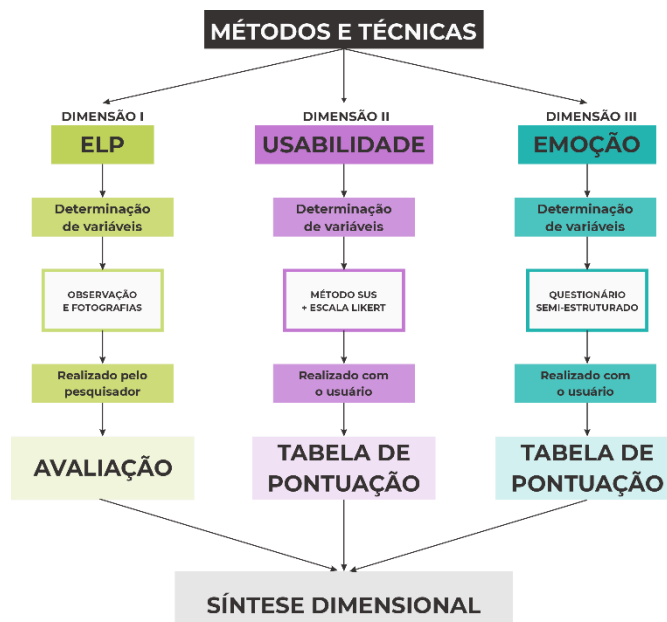 MÉTODOS E TÉCNICAS
DIMENSÃO I
ELP
Determinação
de variáveis
OBSERVAÇÃO
E FOTOGRAFIAS
Realizado pelo
pesquisador
AVALIAÇÃO
DIMENSÃO II
USABILIDADE
Determinação
de variáveis
MÉTODO SUS
+ ESCALA LIKERT
Realizado com
o usuário
TABELA DE
PONTUAÇÃO
DIMENSÃO III
EMOÇÃO
Determinação
de variáveis
QUESTIONÁRIO
SEMI-ESTRUTURADO
Realizado com
o usuário
TABELA DE
PONTUAÇÃO
SÍNTESE DIMENSIONAL